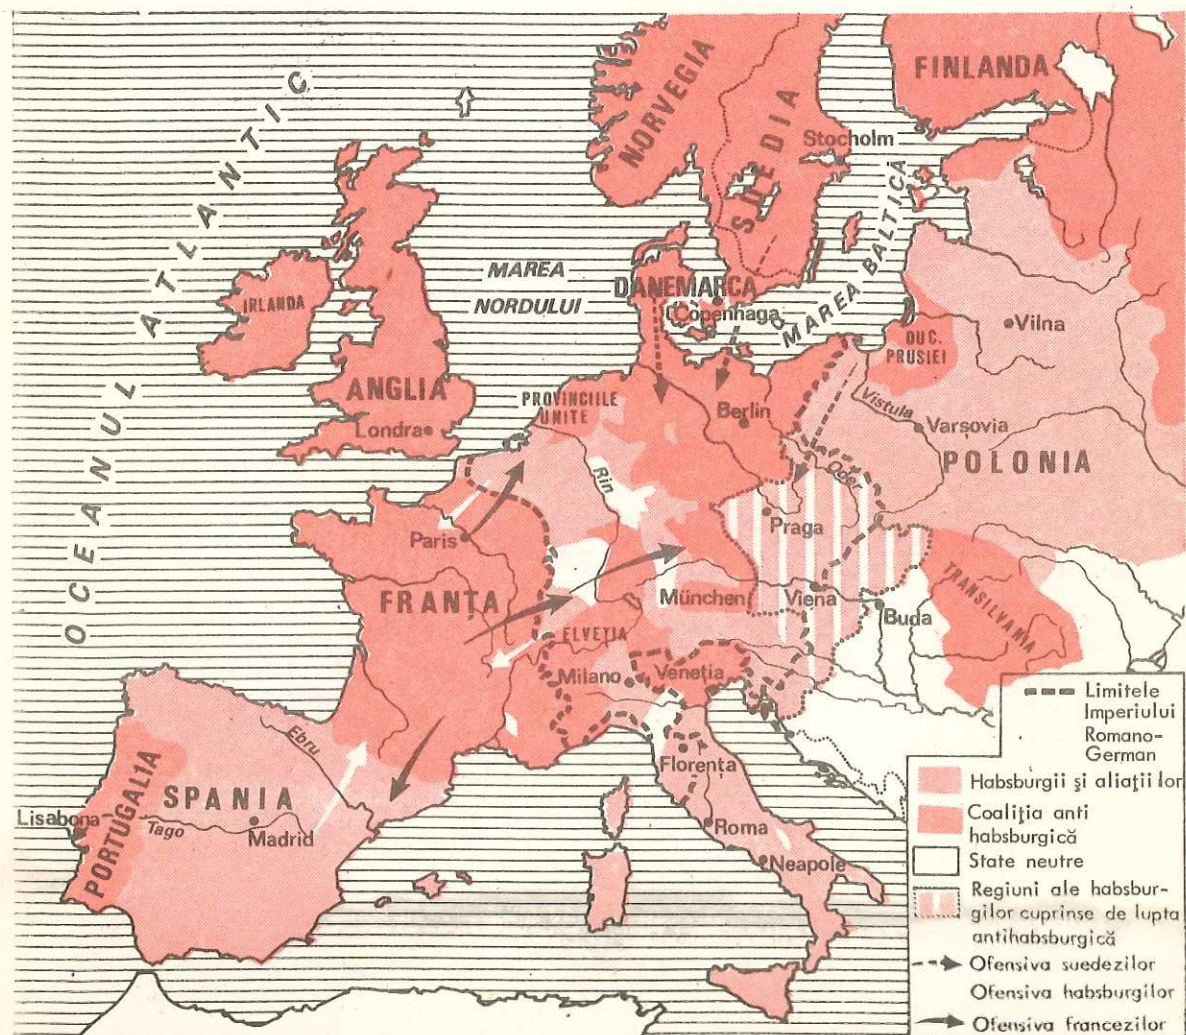 OCEANUL ATLANTIC
NORVEGIA
SUEDIA
FINLANDA
Stocholm
MAREA BALTICĂ
MAREA
NORDULUI
DANEMARCA
Copenhaga
IRLANDA
ANGLIA
Londra
PROVINCIILE
UNITE
Berlin
DUC.
PRUSIEI
Vilna
Vistula
Varșovia
POLONIA
Oger
Rin
Praga
Paris
FRANȚA
München
Viena
Buda
TRANSILVANIA
ELVEȚIA
Milano
Veneția
Ebru
Florența
PORTUGALIA
SPANIA
Lisabona
Tago
Madrid
Roma
Neapole
Limitele
Imperiului
Romano-
German
Habsburgii și aliații lor
Coaliția anti
habsburgică
State neutre
Regiuni ale habsbur-
gilor cuprinse de lupta
antihabsburgică
Ofensiva suedezilor
Ofensiva habsburgilor
Ofensiva francezilor